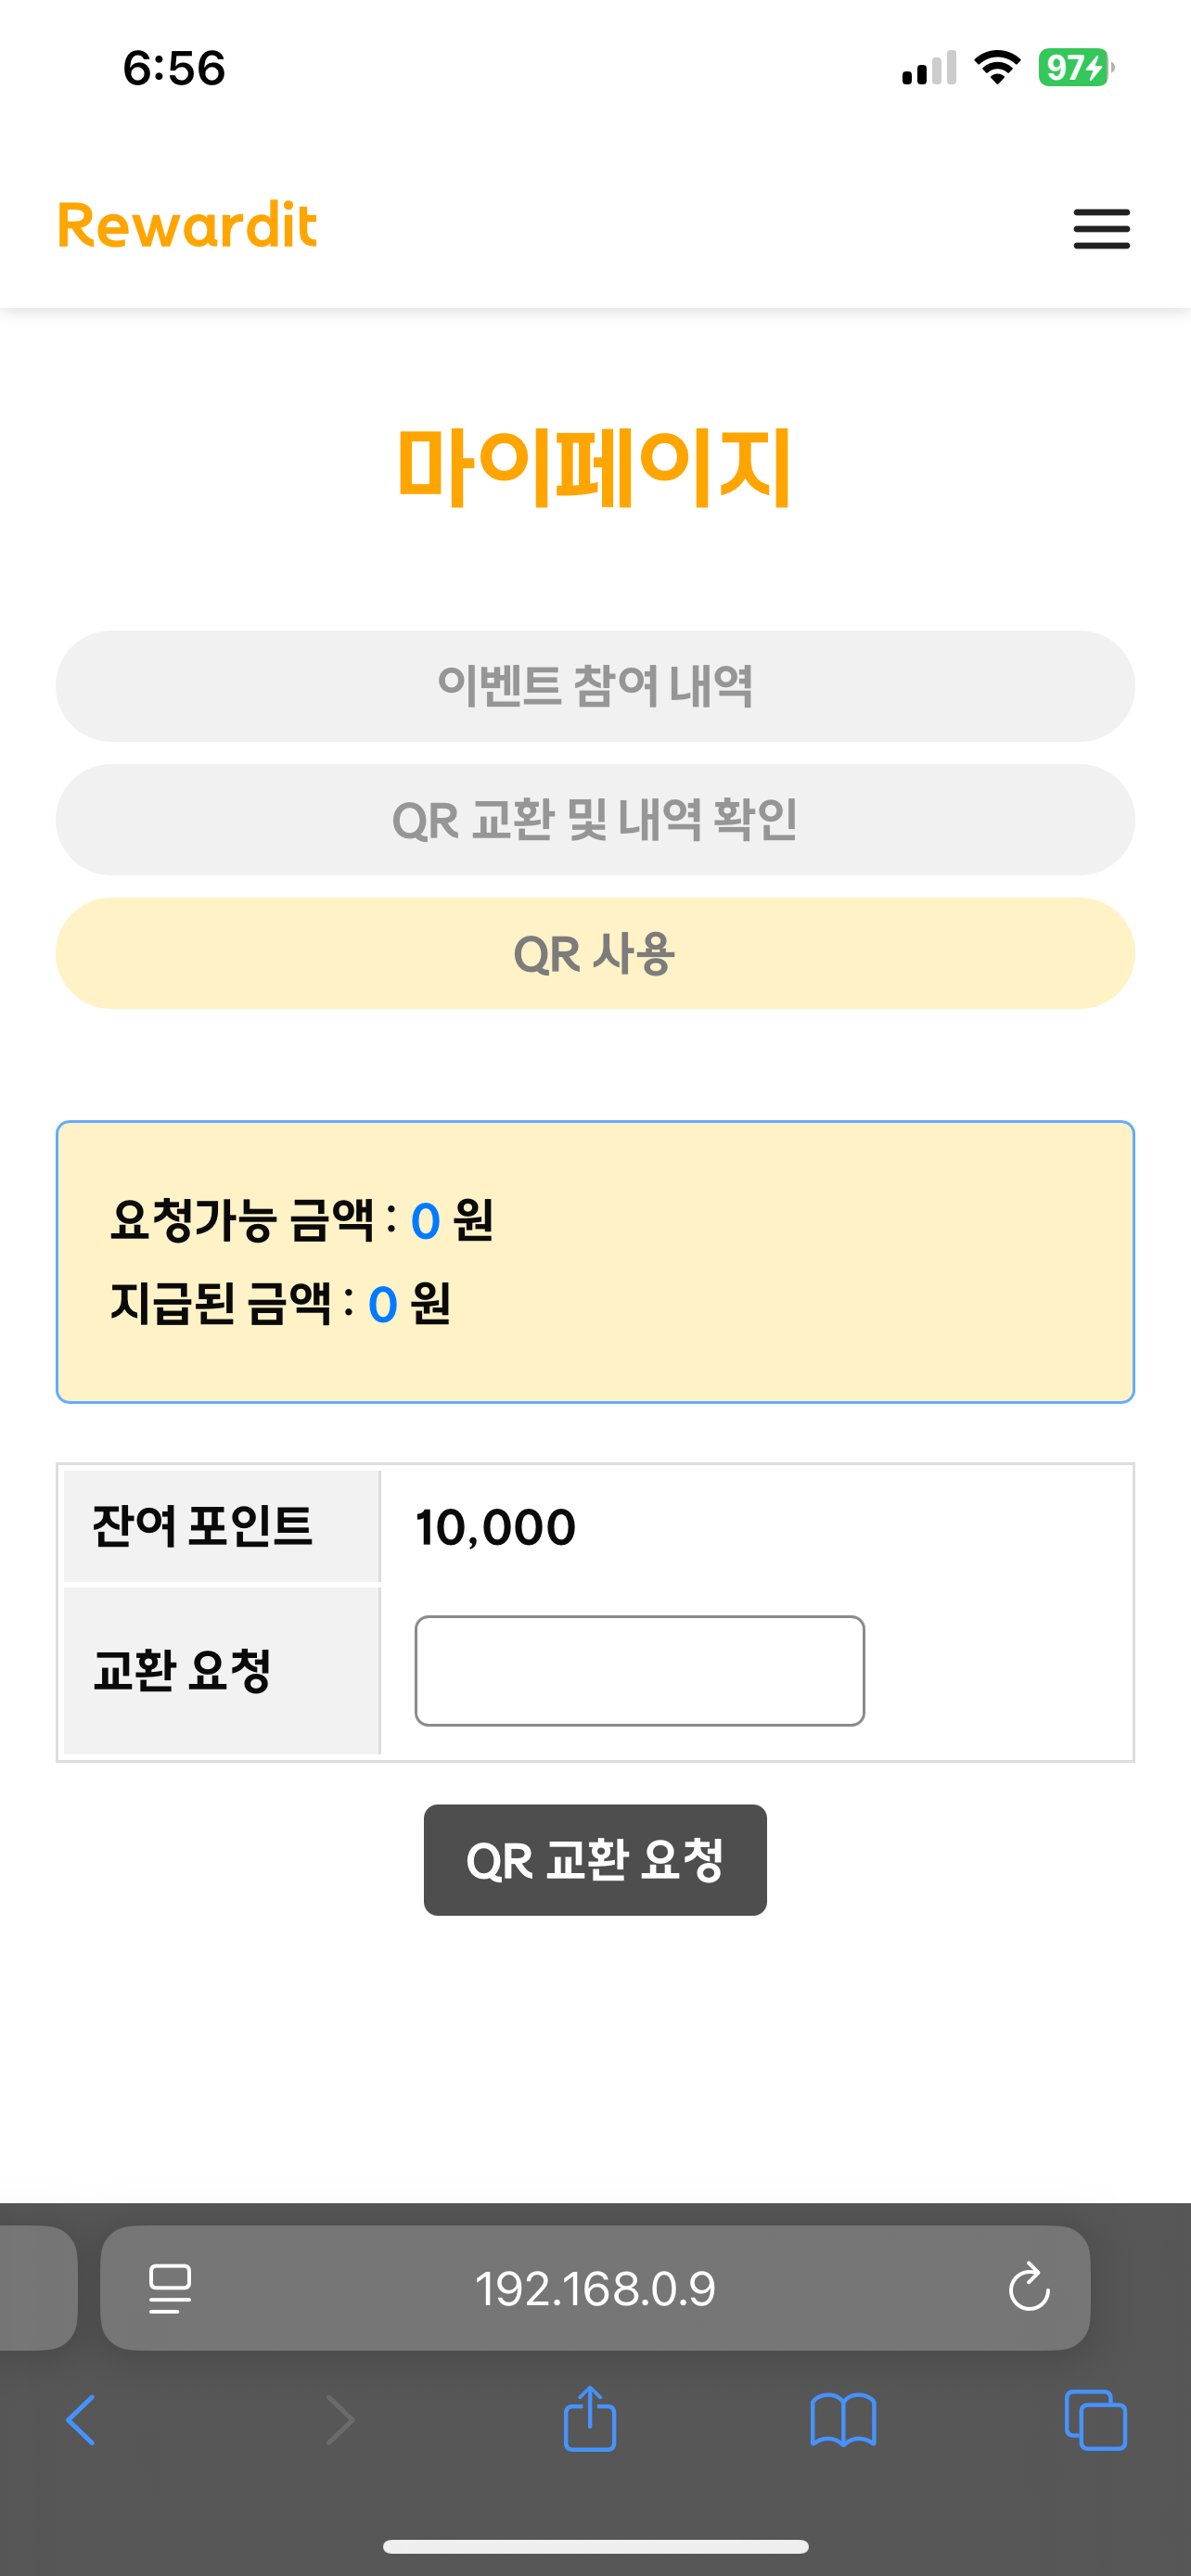 6:56
97
Rewardit
마이페이지
이벤트 참여 내역
QR 교환 및 내역 확인
QR 사용
요청가능 금액 : 0 원
지급된 금액 : 0 원
잔여 포인트 10,000
교환 요청
QR 교환 요청
192.168.0.9